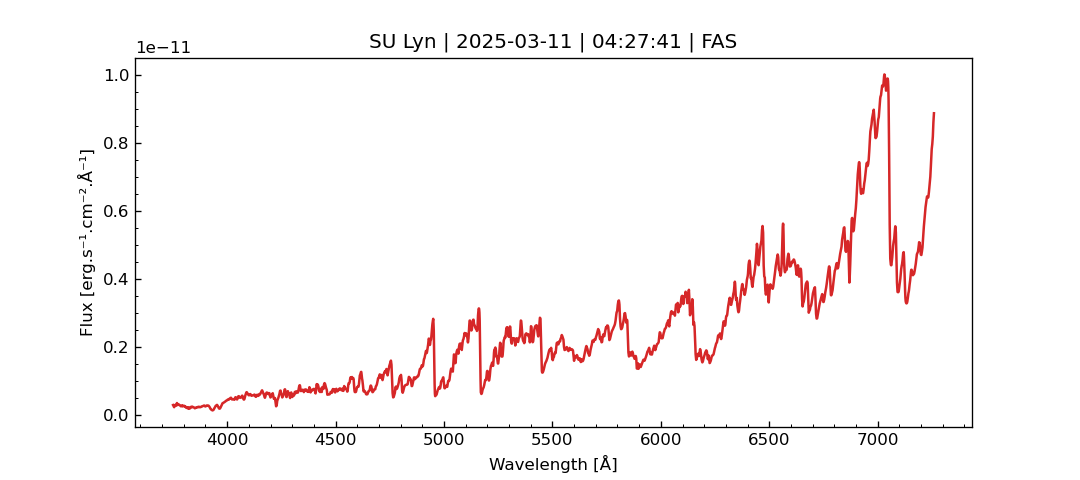 SU Lyn | 2025-03-11 | 04:27:41 | FAS
1e−11
1.0
0.8
0.6
0.4
0.2
0.0
Flux [erg.s⁻¹.cm⁻².Å⁻¹]
4000 4500 5000 5500 6000 6500 7000
Wavelength [Å]